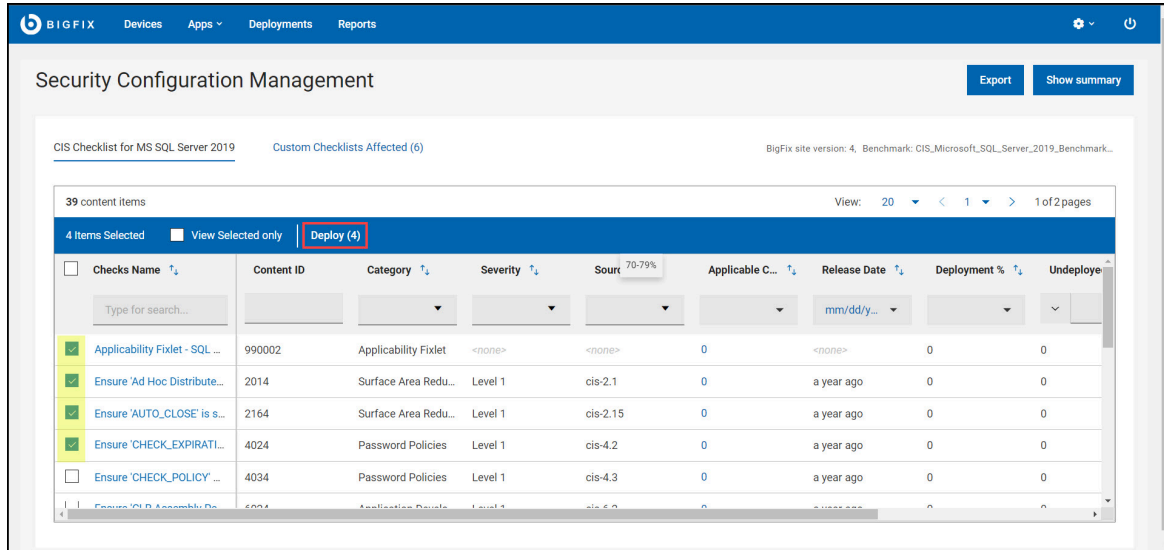 BIGFIX Devices Apps Deployments Reports
Security Configuration Management Export Show summary
CIS Checklist for MS SQL Server 2019 Custom Checklists Affected (6) BigFix site version: 4, Benchmark: CIS_Microsoft_SQL_Server_2019_Benchmark...
39 content items View: 20 1 1 of 2 pages
4 Items Selected View Selected only Deploy (4)
Checks Name Content ID Category Severity Sourc 70-79% Applicable C... Release Date Deployment % Undeploye
Type for search... mm/dd/y...
Applicability Fixlet - SQL ... 990002 Applicability Fixlet <none> <none> 0 <none> 0 0
Ensure 'Ad Hoc Distribute... 2014 Surface Area Redu... Level 1 cis-2.1 0 a year ago 0 0
Ensure 'AUTO_CLOSE' is s... 2164 Surface Area Redu... Level 1 cis-2.15 0 a year ago 0 0
Ensure 'CHECK_EXPIRATI... 4024 Password Policies Level 1 cis-4.2 0 a year ago 0 0
Ensure 'CHECK_POLICY' ... 4034 Password Policies Level 1 cis-4.3 0 a year ago 0 0